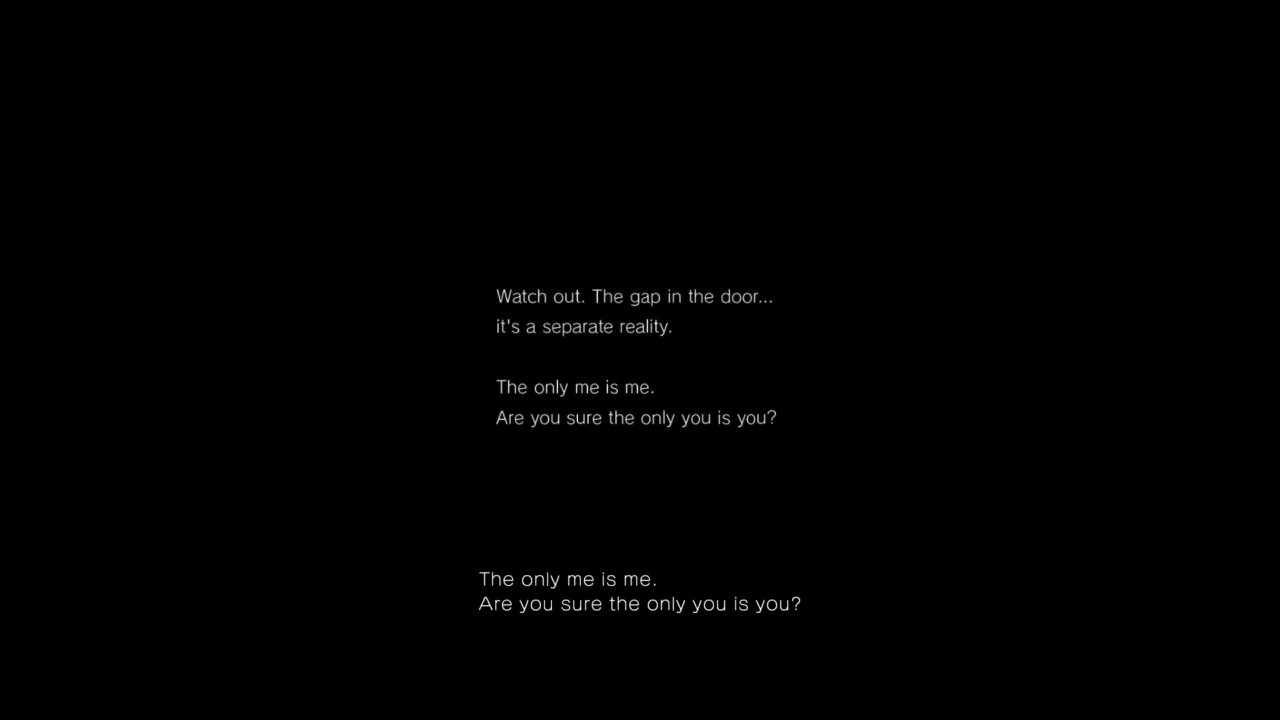 Watch out. The gap in the door...
it's a separate reality.
The only me is me.
Are you sure the only you is you?
The only me is me.
Are you sure the only you is you?